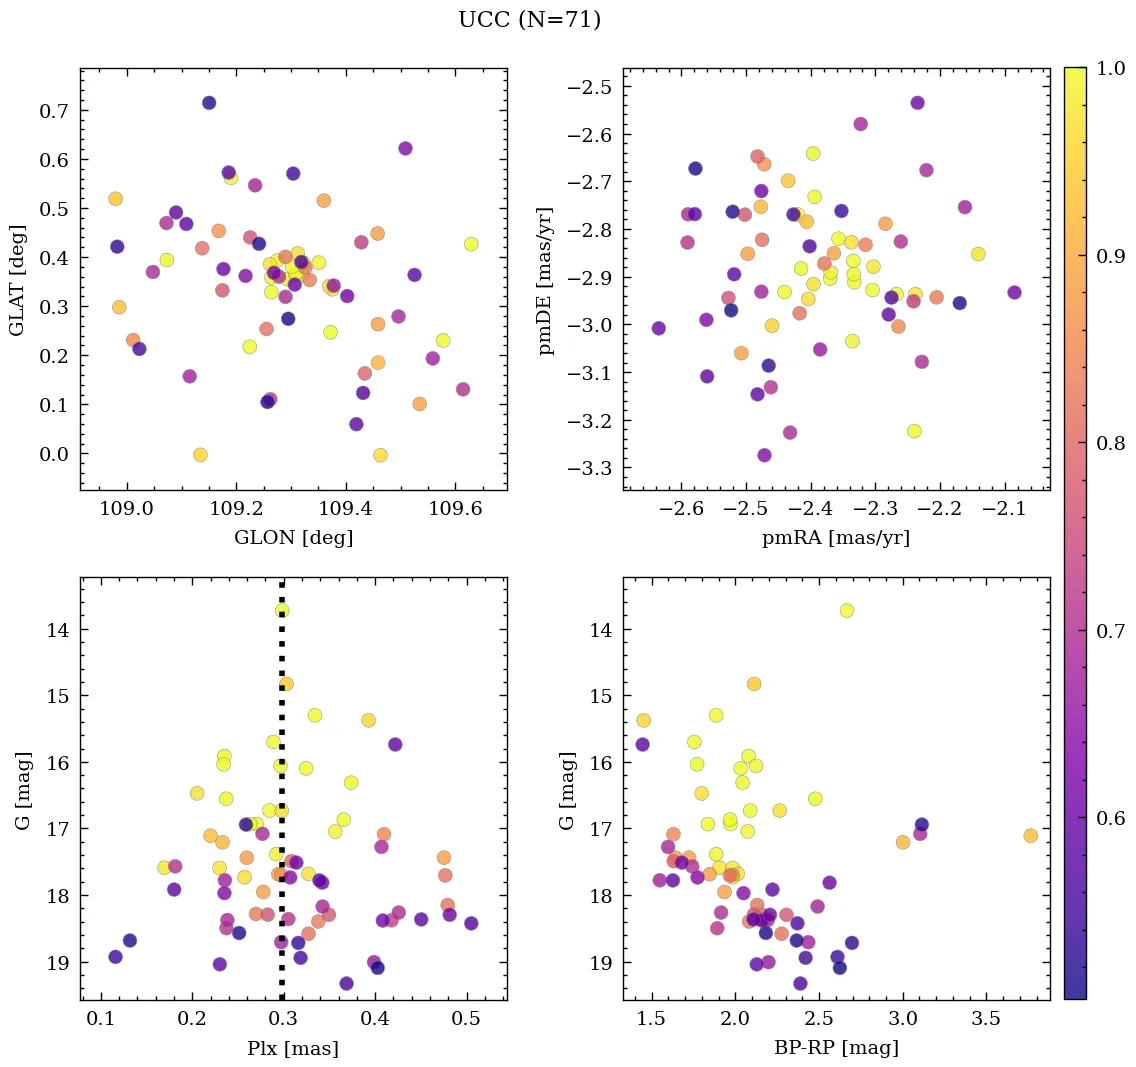 UCC (N=71)
0.7
0.6
0.5
0.4
0.3
0.2
0.1
0.0
GLAT [deg]
109.0 109.2 109.4 109.6
GLON [deg]
−2.5
−2.6
−2.7
−2.8
−2.9
−3.0
−3.1
−3.2
−3.3
pmDE [mas/yr]
−2.6 −2.5 −2.4 −2.3 −2.2 −2.1
pmRA [mas/yr]
14
15
16
17
18
19
G [mag]
0.1 0.2 0.3 0.4 0.5
Plx [mas]
14
15
16
17
18
19
G [mag]
1.5 2.0 2.5 3.0 3.5
BP-RP [mag]
1.0
0.9
0.8
0.7
0.6